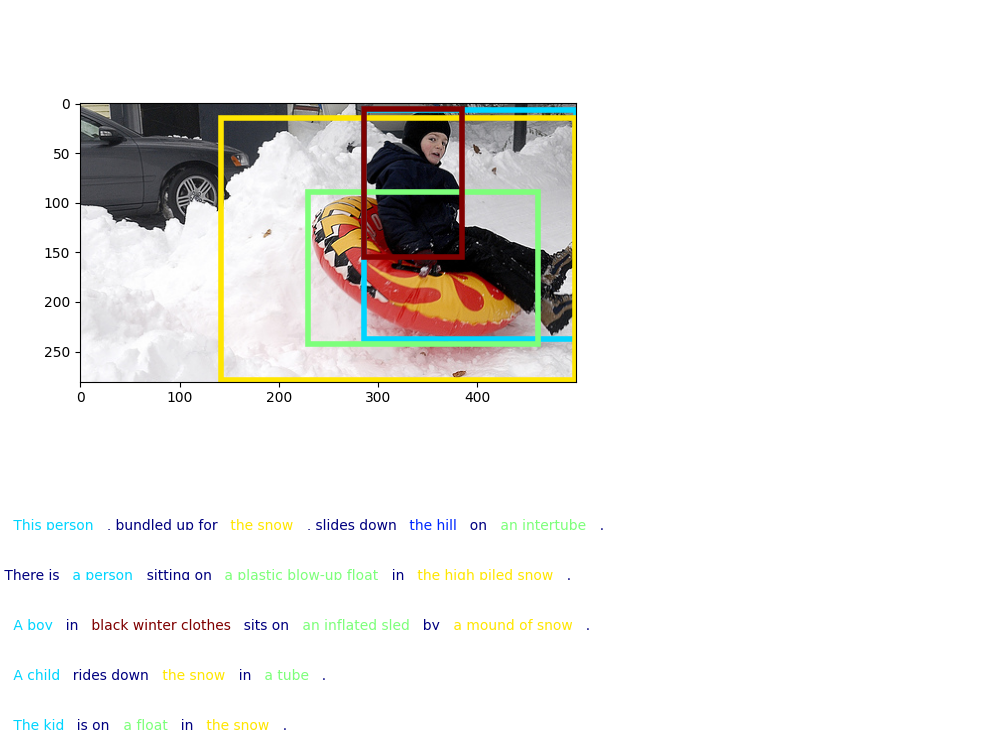 0
50
100
150
200
250
0 100 200 300 400
This person , bundled up for the snow , slides down the hill on an intertube .
There is a person sitting on a plastic blow-up float in the high piled snow .
A boy in black winter clothes sits on an inflated sled by a mound of snow .
A child rides down the snow in a tube .
The kid is on a float in the snow .